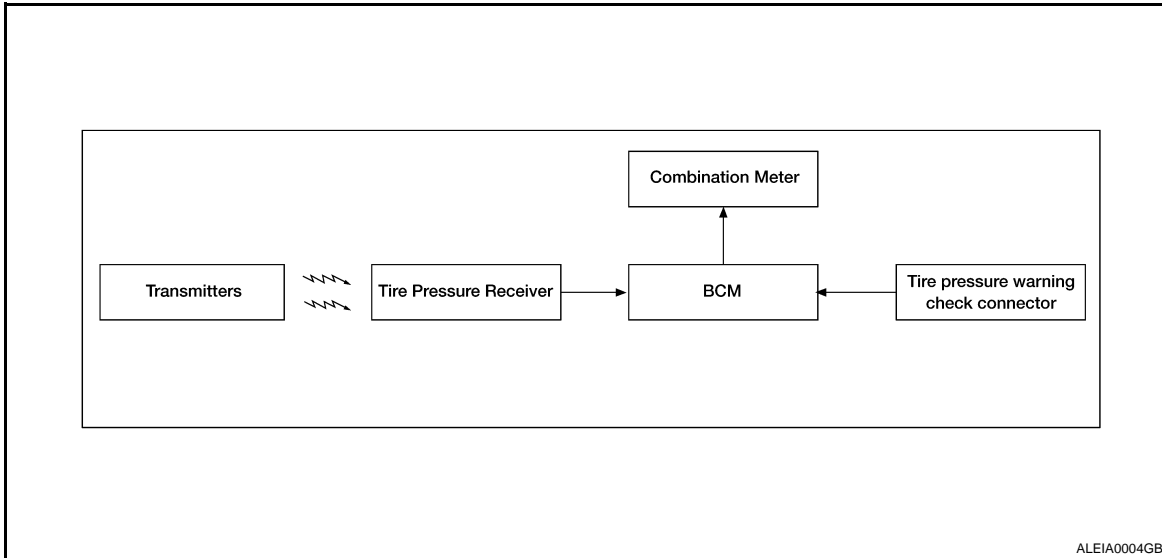 Combination Meter
Transmitters
Tire Pressure Receiver
BCM
Tire pressure warning
check connector
ALEIA0004GB